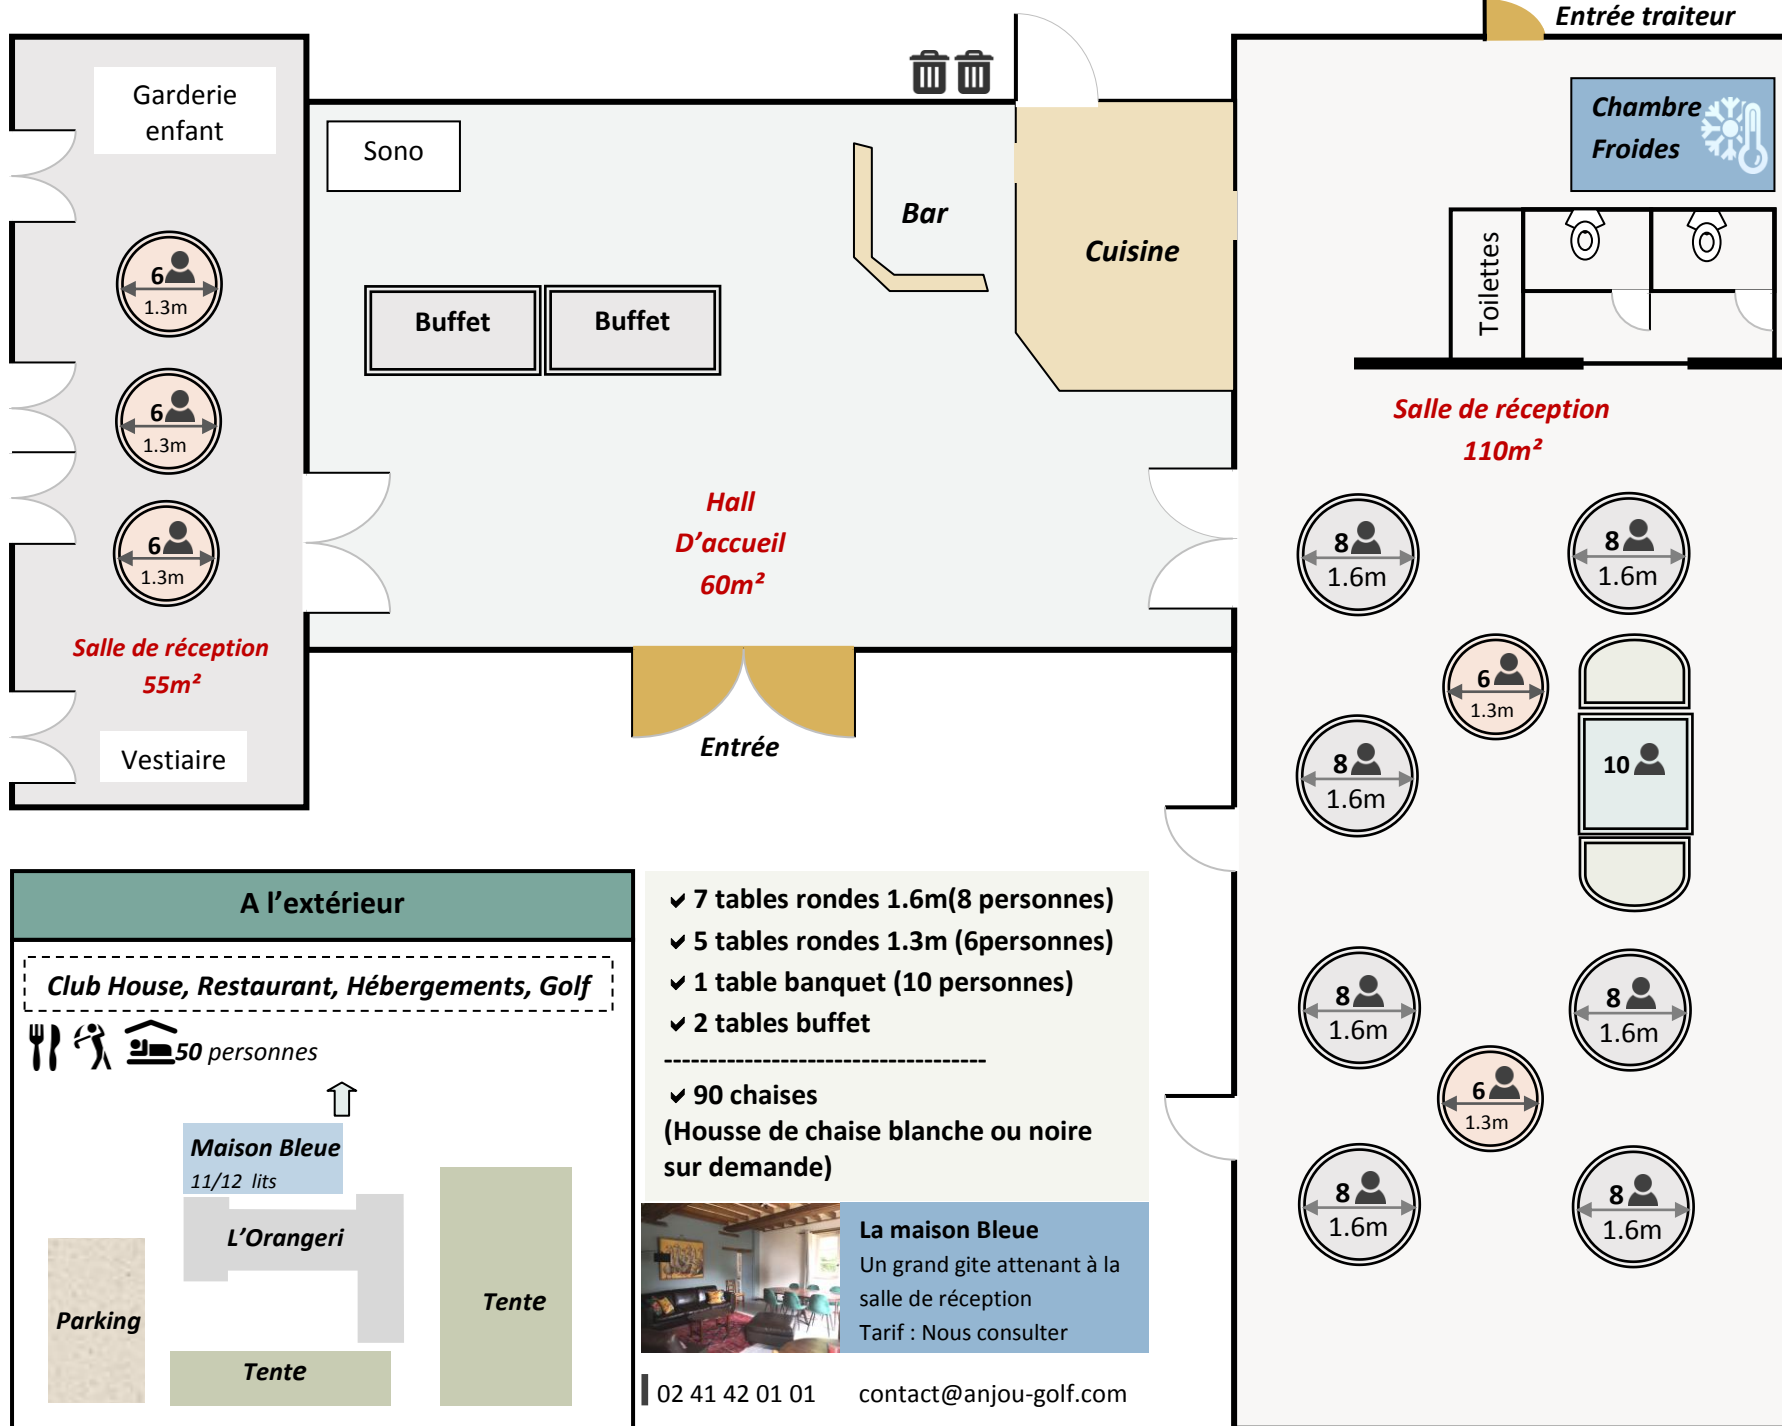 Entrée traiteur
Garderie
enfant
Sono
Bar
Cuisine
Chambre
Froides
Toilettes
Buffet
Buffet
6
1.3m
6
1.3m
6
1.3m
Salle de réception
55m²
Vestiaire
Hall
D’accueil
60m²
Entrée
Salle de réception
110m²
8
1.6m
8
1.6m
6
1.3m
8
1.6m
10
8
1.6m
8
1.6m
6
1.3m
8
1.6m
8
1.6m
A l’extérieur
Club House, Restaurant, Hébergements, Golf
50 personnes
Maison Bleue
11/12 lits
L’Orangeri
Parking
Tente
Tente
7 tables rondes 1.6m(8 personnes)
5 tables rondes 1.3m (6personnes)
1 table banquet (10 personnes)
2 tables buffet
------------------------------------
90 chaises
(Housse de chaise blanche ou noire
sur demande)
La maison Bleue
Un grand gite attenant à la
salle de réception
Tarif : Nous consulter
02 41 42 01 01 contact@anjou-golf.com